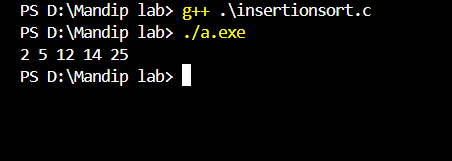 PS D:\Mandip lab> g++ .\insertionsort.c
PS D:\Mandip lab> ./a.exe
2 5 12 14 25
PS D:\Mandip lab>